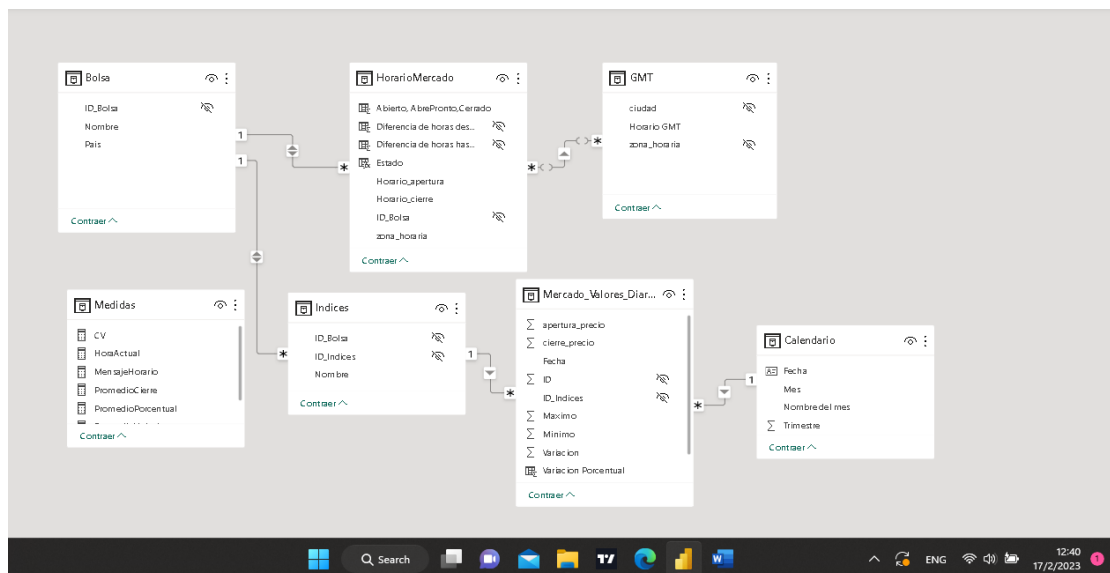 Bolsa
ID_Bolsa
Nombre
Pais
Contraer
HorarioMercado
Abierto, AbrePronto,Cerrado
Diferencia de horas des...
Diferencia de horas has...
Estado
Horario_apertura
Horario_cierre
ID_Bolsa
zona_horaria
Contraer
GMT
ciudad
Horario GMT
zona_horaria
Contraer
1
1
*
*
*
Medidas
CV
HoraActual
MensajeHorario
PromedioCierre
PromedioPorcentual
Contraer
Indices
ID_Bolsa
ID_Indices
Nombre
Contraer
*
1
Mercado_Valores_Diar...
apertura_precio
cierre_precio
Fecha
ID
ID_Indices
Maximo
Minimo
Variacion
Variacion Porcentual
Contraer
*
*
1
Calendario
Fecha
Mes
Nombre del mes
Trimestre
Contraer
Search
ENG
12:40
17/2/2023
1